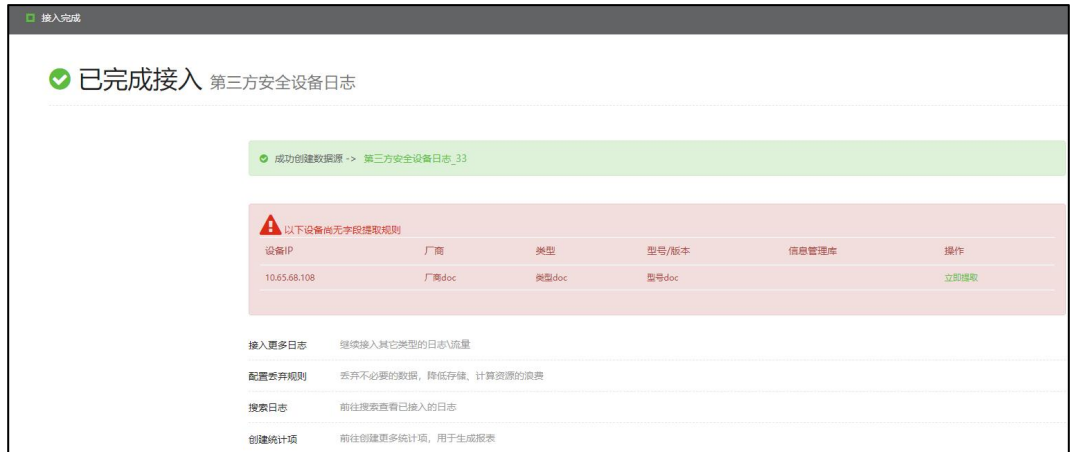 接入完成
已完成接入 第三方安全设备日志
成功创建数据源 -> 第三方安全设备日志_33
以下设备尚无字段提取规则
设备IP 厂商 类型 型号/版本 信息管理库 操作
10.65.68.108 厂商doc 类型doc 型号doc 立即提取
接入更多日志 继续接入其它类型的日志\流量
配置丢弃规则 丢弃不必要的数据，降低存储，计算资源的浪费
搜索日志 前往搜索查看已接入的日志
创建统计项 前往创建更多统计项，用于生成报表